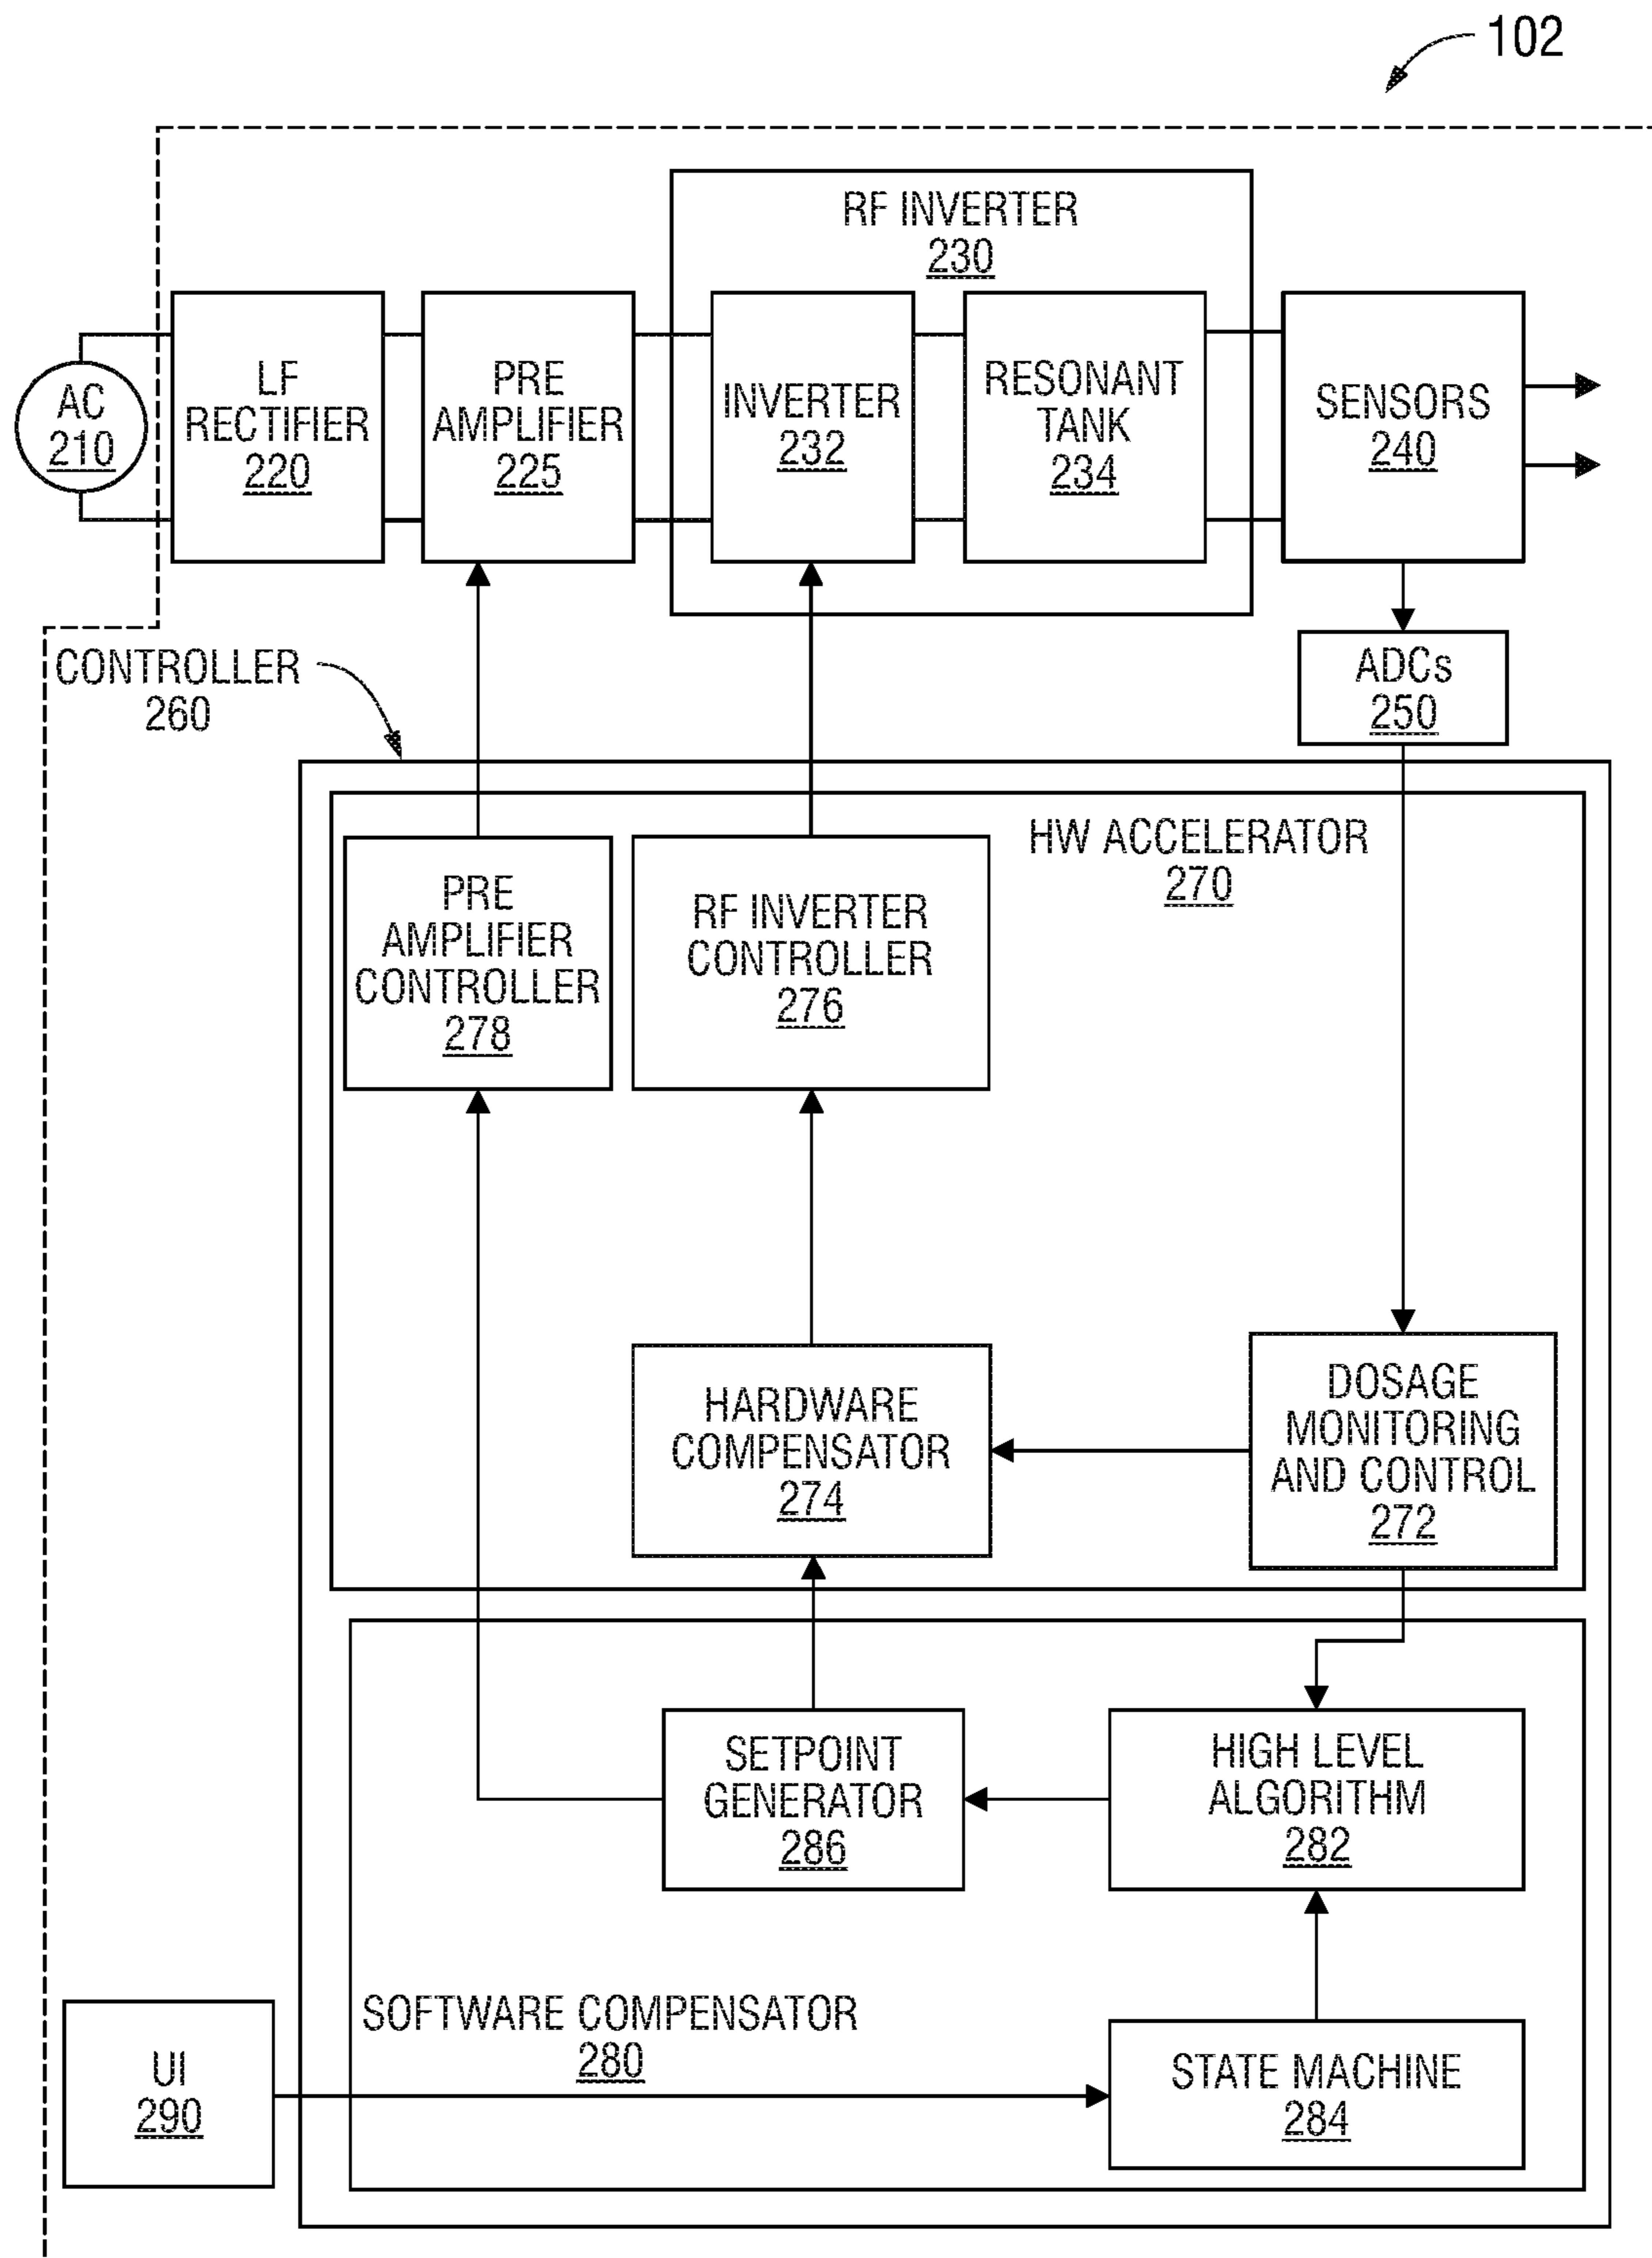 102
RF INVERTER
230
AC
210
LF
RECTIFIER
220
PRE
AMPLIFIER
225
INVERTER
232
RESONANT
TANK
234
SENSORS
240
CONTROLLER
260
ADCs
250
HW ACCELERATOR
270
PRE
AMPLIFIER
CONTROLLER
278
RF INVERTER
CONTROLLER
276
HARDWARE
COMPENSATOR
274
DOSAGE
MONITORING
AND CONTROL
272
SETPOINT
GENERATOR
286
HIGH LEVEL
ALGORITHM
282
SOFTWARE COMPENSATOR
280
UI
290
STATE MACHINE
284